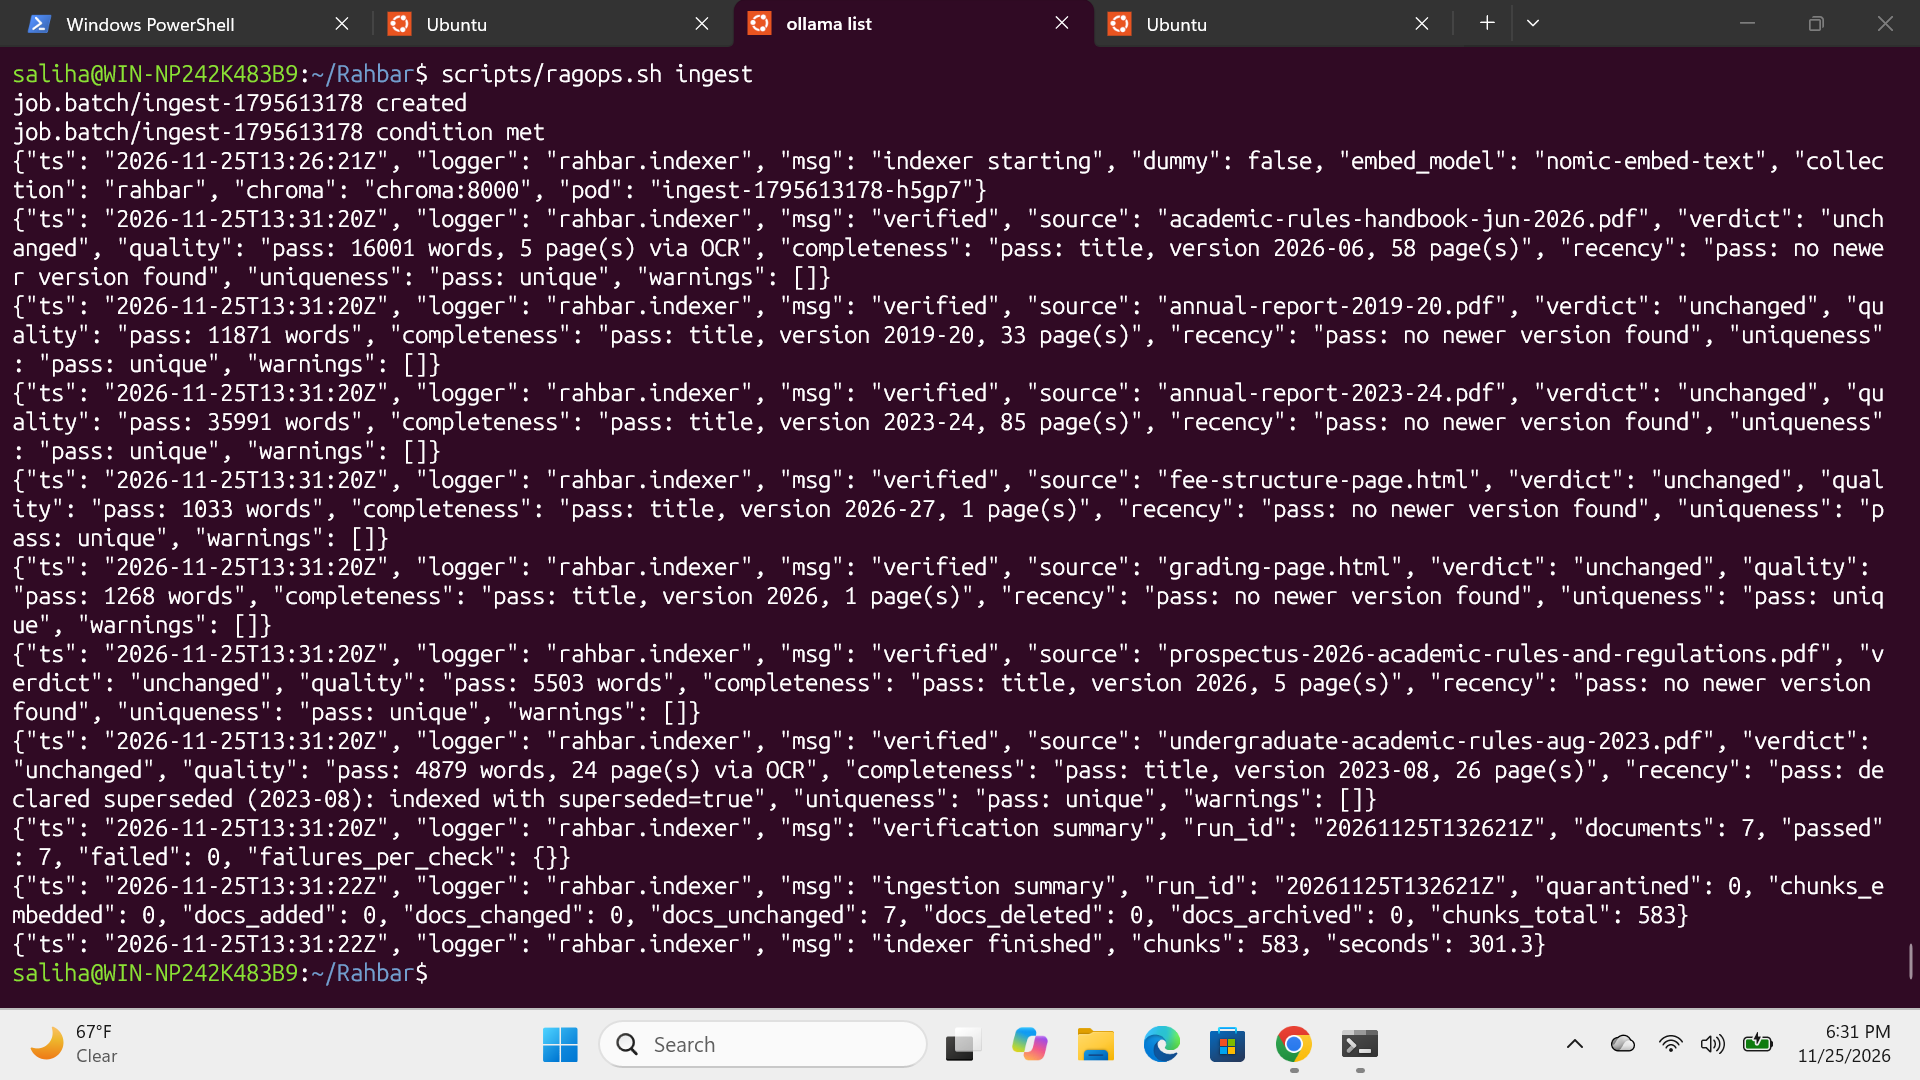 Windows PowerShell
Ubuntu
ollama list
Ubuntu
saliha@WIN-NP242K483B9:~/Rahbar$ scripts/ragops.sh ingest
job.batch/ingest-1795613178 created
job.batch/ingest-1795613178 condition met
{"ts": "2026-11-25T13:26:21Z", "logger": "rahbar.indexer", "msg": "indexer starting", "dummy": false, "embed_model": "nomic-embed-text", "collec
tion": "rahbar", "chroma": "chroma:8000", "pod": "ingest-1795613178-h5gp7"}
{"ts": "2026-11-25T13:31:20Z", "logger": "rahbar.indexer", "msg": "verified", "source": "academic-rules-handbook-jun-2026.pdf", "verdict": "unch
anged", "quality": "pass: 16001 words, 5 page(s) via OCR", "completeness": "pass: title, version 2026-06, 58 page(s)", "recency": "pass: no newe
r version found", "uniqueness": "pass: unique", "warnings": []}
{"ts": "2026-11-25T13:31:20Z", "logger": "rahbar.indexer", "msg": "verified", "source": "annual-report-2019-20.pdf", "verdict": "unchanged", "qu
ality": "pass: 11871 words", "completeness": "pass: title, version 2019-20, 33 page(s)", "recency": "pass: no newer version found", "uniqueness"
: "pass: unique", "warnings": []}
{"ts": "2026-11-25T13:31:20Z", "logger": "rahbar.indexer", "msg": "verified", "source": "annual-report-2023-24.pdf", "verdict": "unchanged", "qu
ality": "pass: 35991 words", "completeness": "pass: title, version 2023-24, 85 page(s)", "recency": "pass: no newer version found", "uniqueness"
: "pass: unique", "warnings": []}
{"ts": "2026-11-25T13:31:20Z", "logger": "rahbar.indexer", "msg": "verified", "source": "fee-structure-page.html", "verdict": "unchanged", "qual
ity": "pass: 1033 words", "completeness": "pass: title, version 2026-27, 1 page(s)", "recency": "pass: no newer version found", "uniqueness": "p
ass: unique", "warnings": []}
{"ts": "2026-11-25T13:31:20Z", "logger": "rahbar.indexer", "msg": "verified", "source": "grading-page.html", "verdict": "unchanged", "quality":
"pass: 1268 words", "completeness": "pass: title, version 2026, 1 page(s)", "recency": "pass: no newer version found", "uniqueness": "pass: uniq
ue", "warnings": []}
{"ts": "2026-11-25T13:31:20Z", "logger": "rahbar.indexer", "msg": "verified", "source": "prospectus-2026-academic-rules-and-regulations.pdf", "v
erdict": "unchanged", "quality": "pass: 5503 words", "completeness": "pass: title, version 2026, 5 page(s)", "recency": "pass: no newer version
found", "uniqueness": "pass: unique", "warnings": []}
{"ts": "2026-11-25T13:31:20Z", "logger": "rahbar.indexer", "msg": "verified", "source": "undergraduate-academic-rules-aug-2023.pdf", "verdict":
"unchanged", "quality": "pass: 4879 words, 24 page(s) via OCR", "completeness": "pass: title, version 2023-08, 26 page(s)", "recency": "pass: de
clared superseded (2023-08): indexed with superseded=true", "uniqueness": "pass: unique", "warnings": []}
{"ts": "2026-11-25T13:31:20Z", "logger": "rahbar.indexer", "msg": "verification summary", "run_id": "20261125T132621Z", "documents": 7, "passed"
: 7, "failed": 0, "failures_per_check": {}}
{"ts": "2026-11-25T13:31:22Z", "logger": "rahbar.indexer", "msg": "ingestion summary", "run_id": "20261125T132621Z", "quarantined": 0, "chunks_e
mbedded": 0, "docs_added": 0, "docs_changed": 0, "docs_unchanged": 7, "docs_deleted": 0, "docs_archived": 0, "chunks_total": 583}
{"ts": "2026-11-25T13:31:22Z", "logger": "rahbar.indexer", "msg": "indexer finished", "chunks": 583, "seconds": 301.3}
saliha@WIN-NP242K483B9:~/Rahbar$
67°F
Clear
Search
6:31 PM
11/25/2026